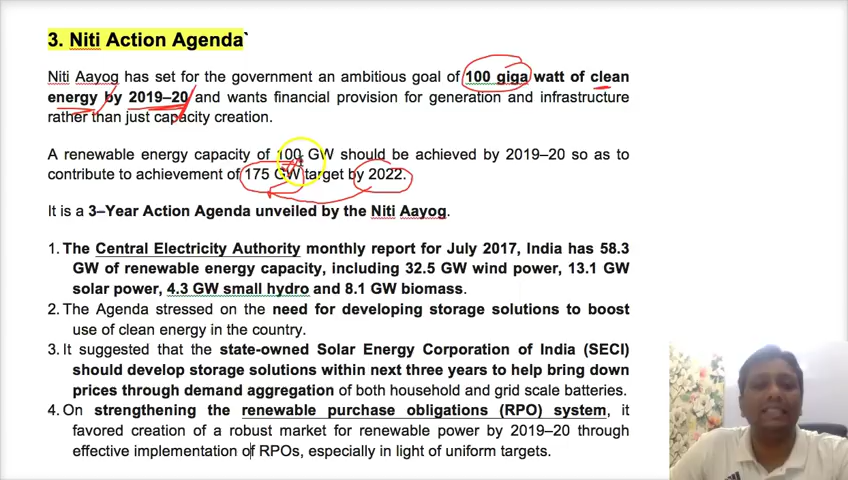 3. Niti Action Agenda`
Niti Aayog has set for the government an ambitious goal of 100 giga watt of clean
energy by 2019–20 and wants financial provision for generation and infrastructure
rather than just capacity creation.
A renewable energy capacity of 100 GW should be achieved by 2019–20 so as to
contribute to achievement of 175 GW target by 2022.
It is a 3–Year Action Agenda unveiled by the Niti Aayog.
1. The Central Electricity Authority monthly report for July 2017, India has 58.3
GW of renewable energy capacity, including 32.5 GW wind power, 13.1 GW
solar power, 4.3 GW small hydro and 8.1 GW biomass.
2. The Agenda stressed on the need for developing storage solutions to boost
use of clean energy in the country.
3. It suggested that the state-owned Solar Energy Corporation of India (SECI)
should develop storage solutions within next three years to help bring down
prices through demand aggregation of both household and grid scale batteries.
4. On strengthening the renewable purchase obligations (RPO) system, it
favored creation of a robust market for renewable power by 2019–20 through
effective implementation of RPOs, especially in light of uniform targets.